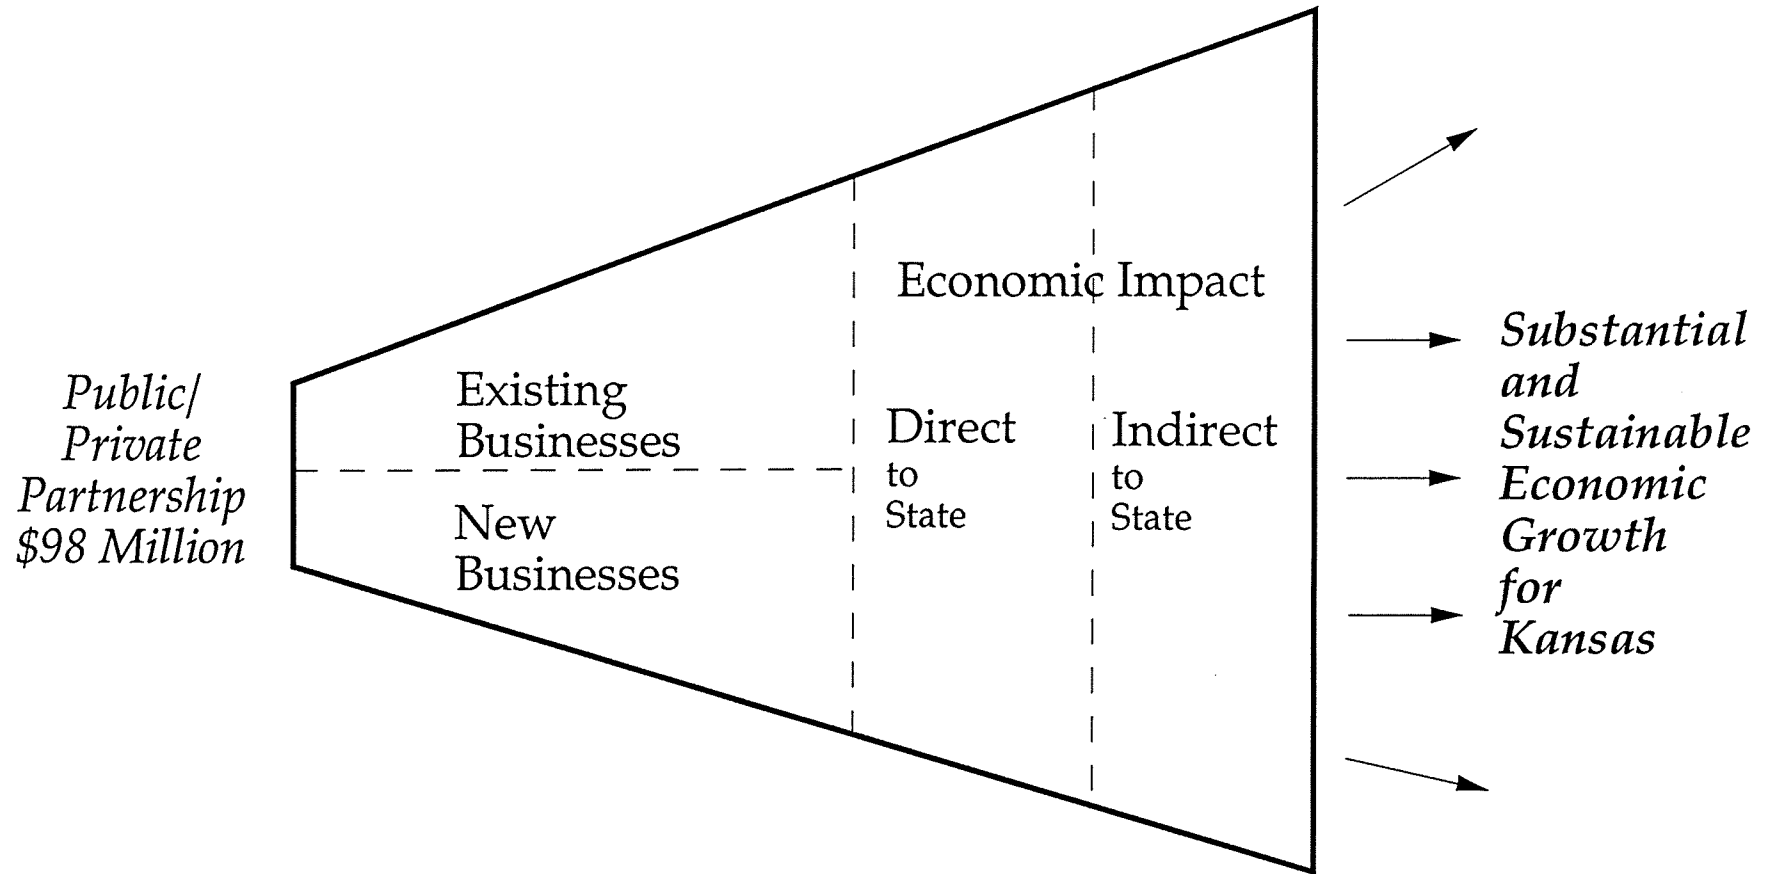 Public/
Private
Partnership
$98 Million
Existing
Businesses
New
Businesses
Economic Impact
Direct
to
State
Indirect
to
State
Substantial
and
Sustainable
Economic
Growth
for
Kansas